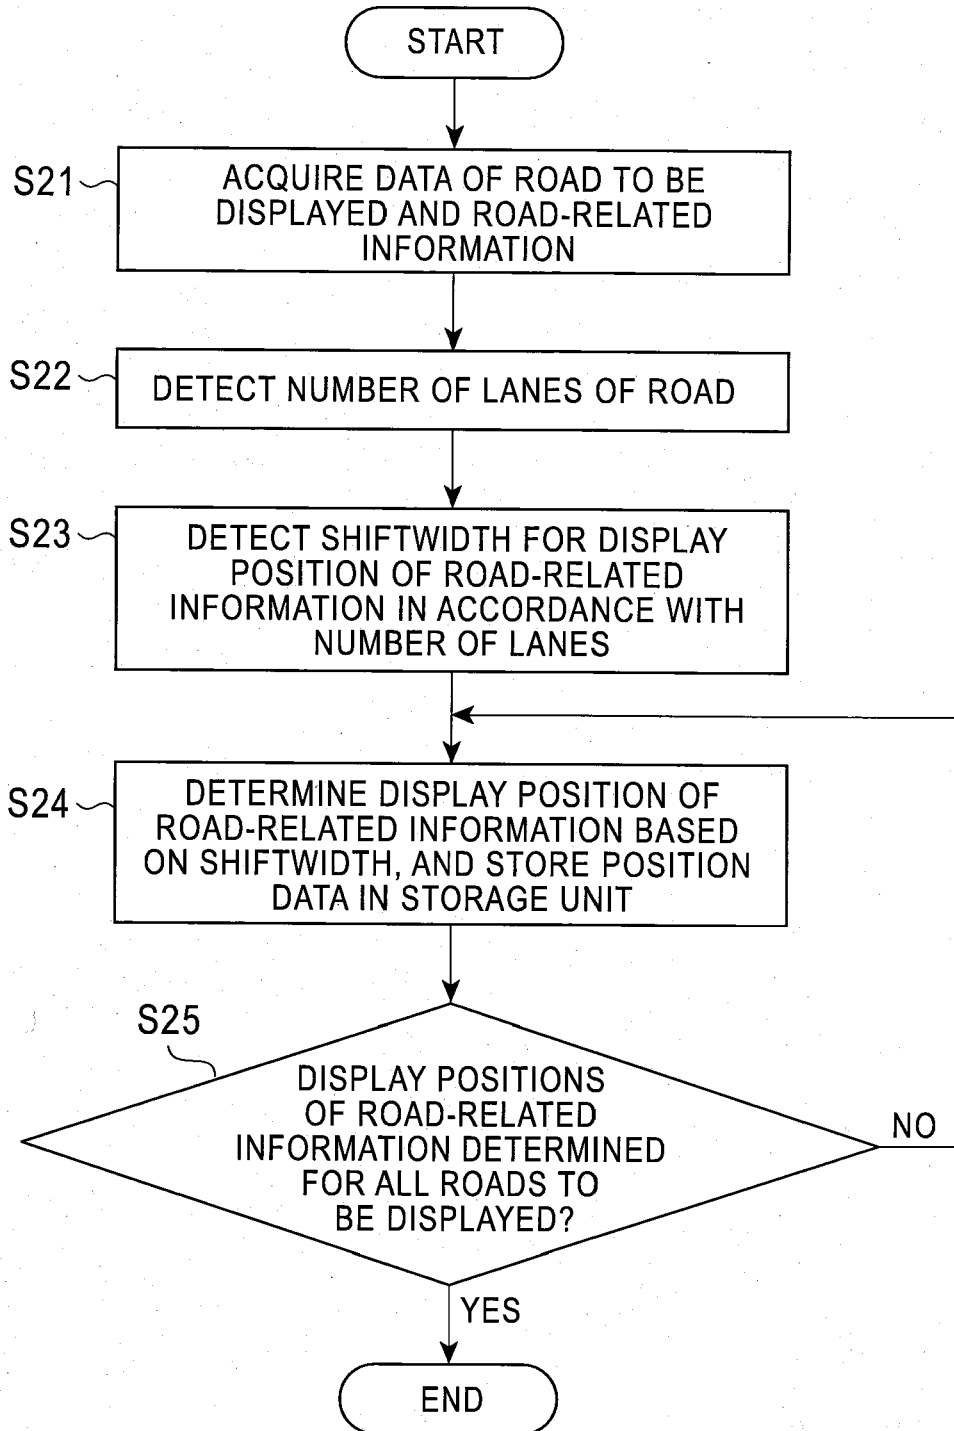 START
S21
ACQUIRE DATA OF ROAD TO BE
DISPLAYED AND ROAD-RELATED
INFORMATION
S22
DETECT NUMBER OF LANES OF ROAD
S23
DETECT SHIFTWIDTH FOR DISPLAY
POSITION OF ROAD-RELATED
INFORMATION IN ACCORDANCE WITH
NUMBER OF LANES
S24
DETERMINE DISPLAY POSITION OF
ROAD-RELATED INFORMATION BASED
ON SHIFTWIDTH, AND STORE POSITION
DATA IN STORAGE UNIT
S25
DISPLAY POSITIONS
OF ROAD-RELATED
INFORMATION DETERMINED
FOR ALL ROADS TO
BE DISPLAYED?
NO
YES
END